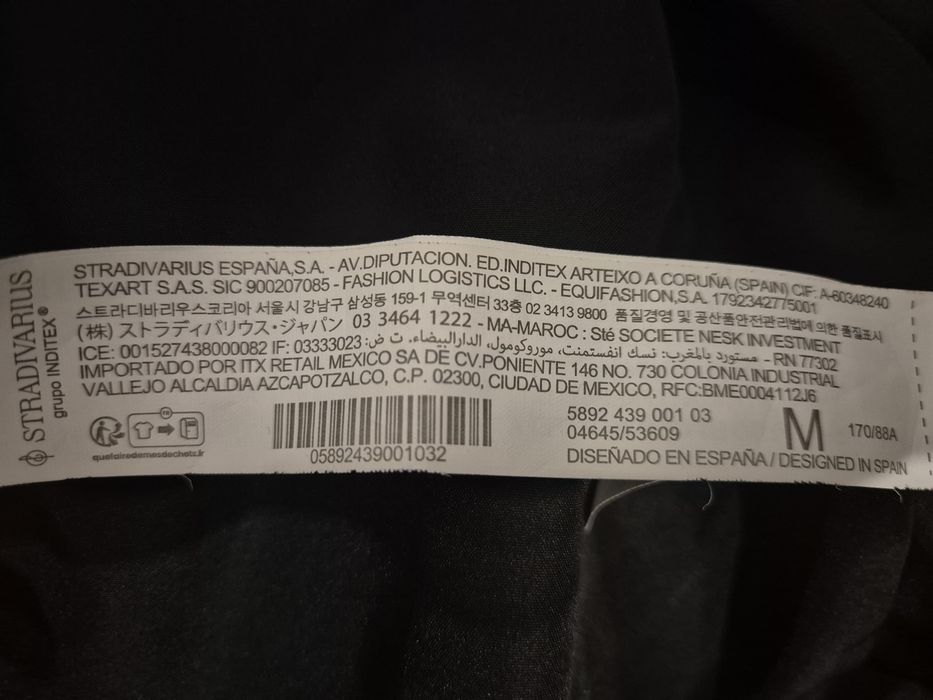 STRADIVARIUS
grupo INDITEX®
STRADIVARIUS ESPAÑA,S.A. - AV.DIPUTACION. ED.INDITEX ARTEIXO A CORUÑA (SPAIN) CIF: A-60348240
TEXART S.A.S. SIC 900207085 - FASHION LOGISTICS LLC. - EQUIFASHION,S.A. 1792342775001
스트라디바리우스코리아 서울시 강남구 삼성동 159-1 무역센터 33층 02 3413 9800 품질경영 및 공산품안전관리법에 의한 품질표시
(株) ストラディバリウス・ジャパン 03 3464 1222 - MA-MAROC : Sté SOCIETE NESK INVESTMENT
ICE: 001527438000082 IF: 03333023 مستورد بالمغرب: نسك انفستمنت، موروكومول، الدارالبيضاء، ت ض: - RN 77302
IMPORTADO POR ITX RETAIL MEXICO SA DE CV.PONIENTE 146 NO. 730 COLONIA INDUSTRIAL
VALLEJO ALCALDIA AZCAPOTZALCO, C.P. 02300, CIUDAD DE MEXICO, RFC:BME0004112J6
FR
quefairedemesdechets.fr
05892439001032
5892 439 001 03
04645/53609
M
170/88A
DISEÑADO EN ESPAÑA / DESIGNED IN SPAIN